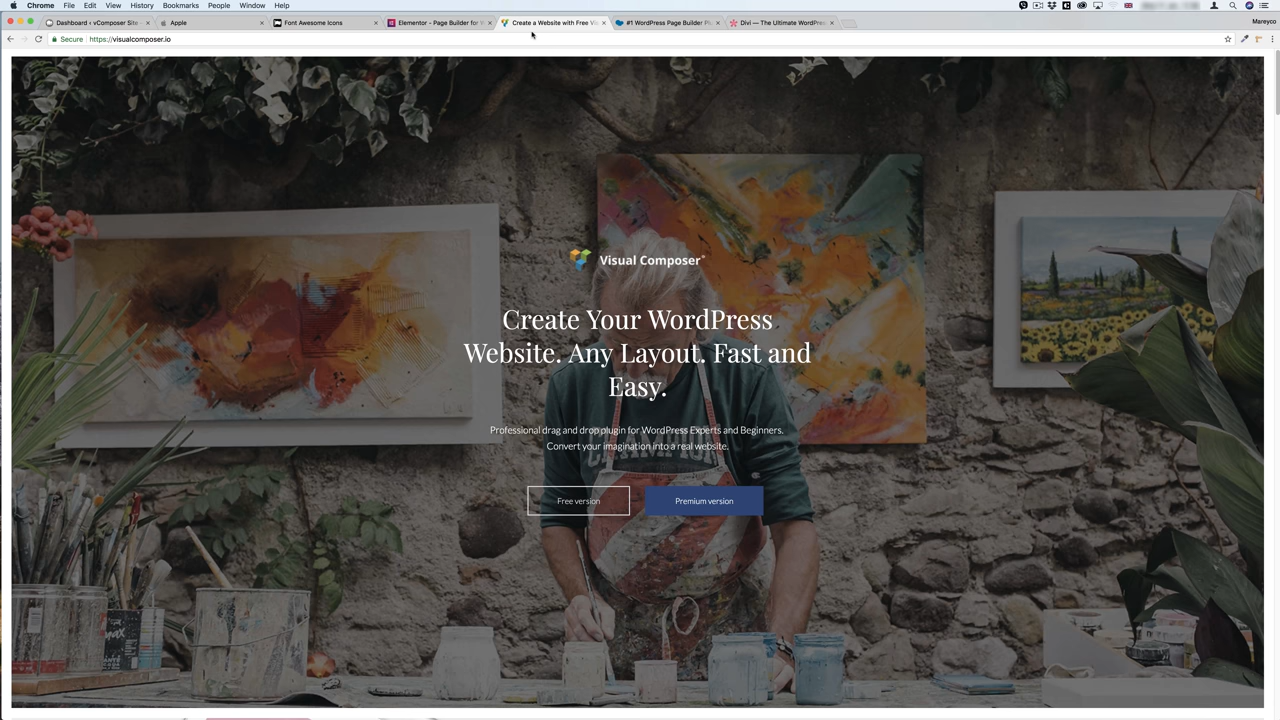 Chrome File Edit View History Bookmarks People Window Help
Dashboard ‹ vComposer Site —
Apple
Font Awesome Icons
Elementor - Page Builder for
Create a Website with Free
#1 WordPress Page Builder
Divi — The Ultimate WordPres
Mareyco
Secure https://visualcomposer.io
Visual Composer®
Create Your WordPress
Website. Any Layout. Fast and
Easy.
Professional drag and drop plugin for WordPress Experts and Beginners.
Convert your imagination into a real website.
Free version
Premium version